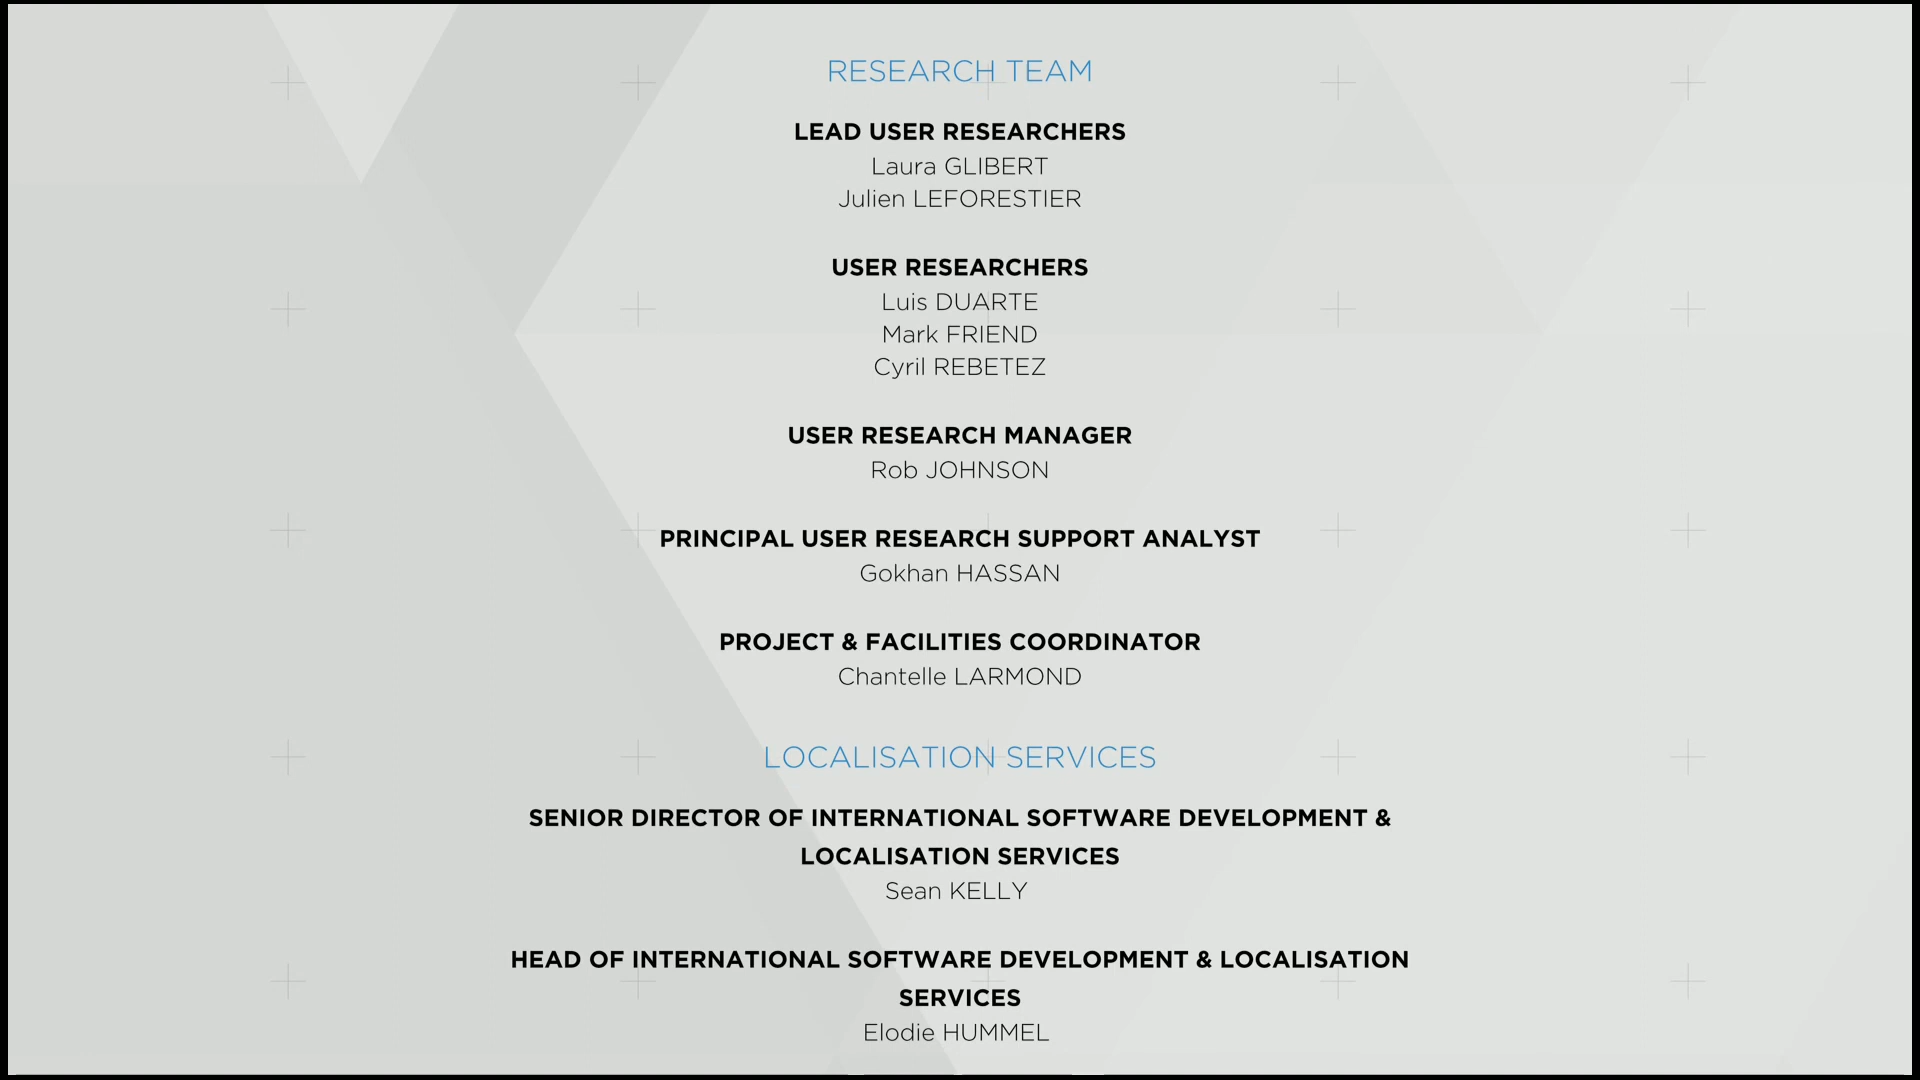 RESEARCH TEAM
LEAD USER RESEARCHERS
Laura GLIBERT
Julien LEFORESTIER
USER RESEARCHERS
Luis DUARTE
Mark FRIEND
Cyril REBETEZ
USER RESEARCH MANAGER
Rob JOHNSON
PRINCIPAL USER RESEARCH SUPPORT ANALYST
Gokhan HASSAN
PROJECT & FACILITIES COORDINATOR
Chantelle LARMOND
LOCALISATION SERVICES
SENIOR DIRECTOR OF INTERNATIONAL SOFTWARE DEVELOPMENT &
LOCALISATION SERVICES
Sean KELLY
HEAD OF INTERNATIONAL SOFTWARE DEVELOPMENT & LOCALISATION
SERVICES
Elodie HUMMEL